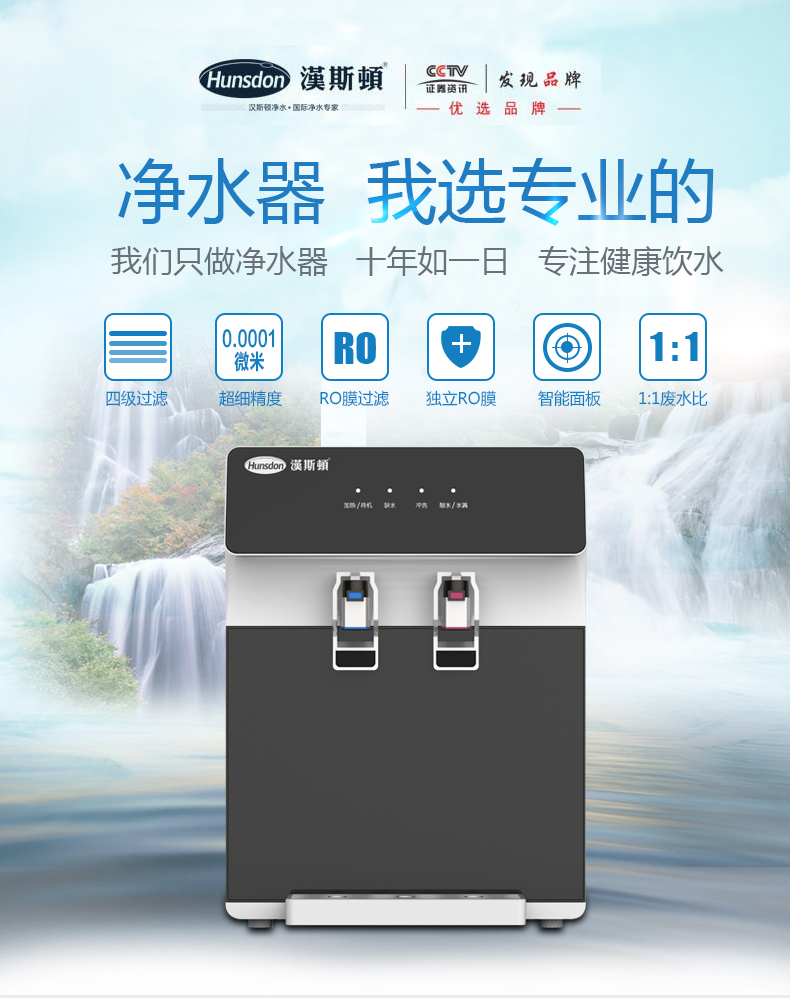 Hunsdon 漢斯頓® CCTV 发现品牌
证券资讯
汉斯顿净水·国际净水专家 优选品牌
净水器 我选专业的
我们只做净水器 十年如一日 专注健康饮水
0.0001 微米 RO 1:1
四级过滤 超细精度 RO膜过滤 独立RO膜 智能面板 1:1废水比
Hunsdon 漢斯頓
加热/待机 缺水 冲洗 制水/水满